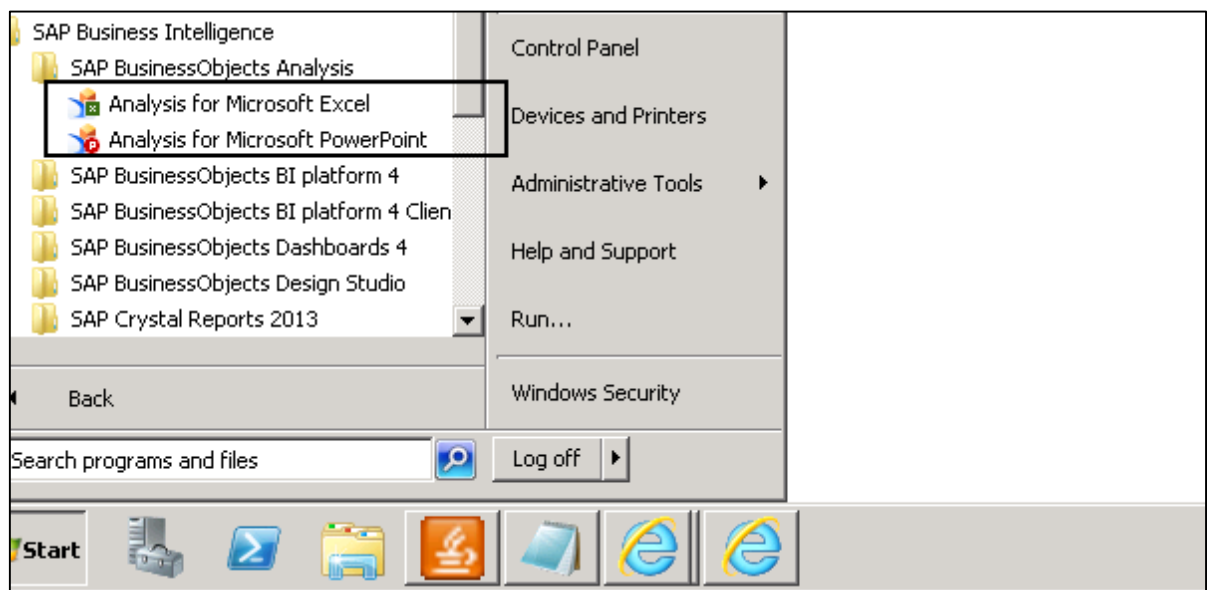 SAP Business Intelligence
SAP BusinessObjects Analysis
Analysis for Microsoft Excel
Analysis for Microsoft PowerPoint
SAP BusinessObjects BI platform 4
SAP BusinessObjects BI platform 4 Clien
SAP BusinessObjects Dashboards 4
SAP BusinessObjects Design Studio
SAP Crystal Reports 2013
Back
Search programs and files
Control Panel
Devices and Printers
Administrative Tools
Help and Support
Run...
Windows Security
Log off
Start